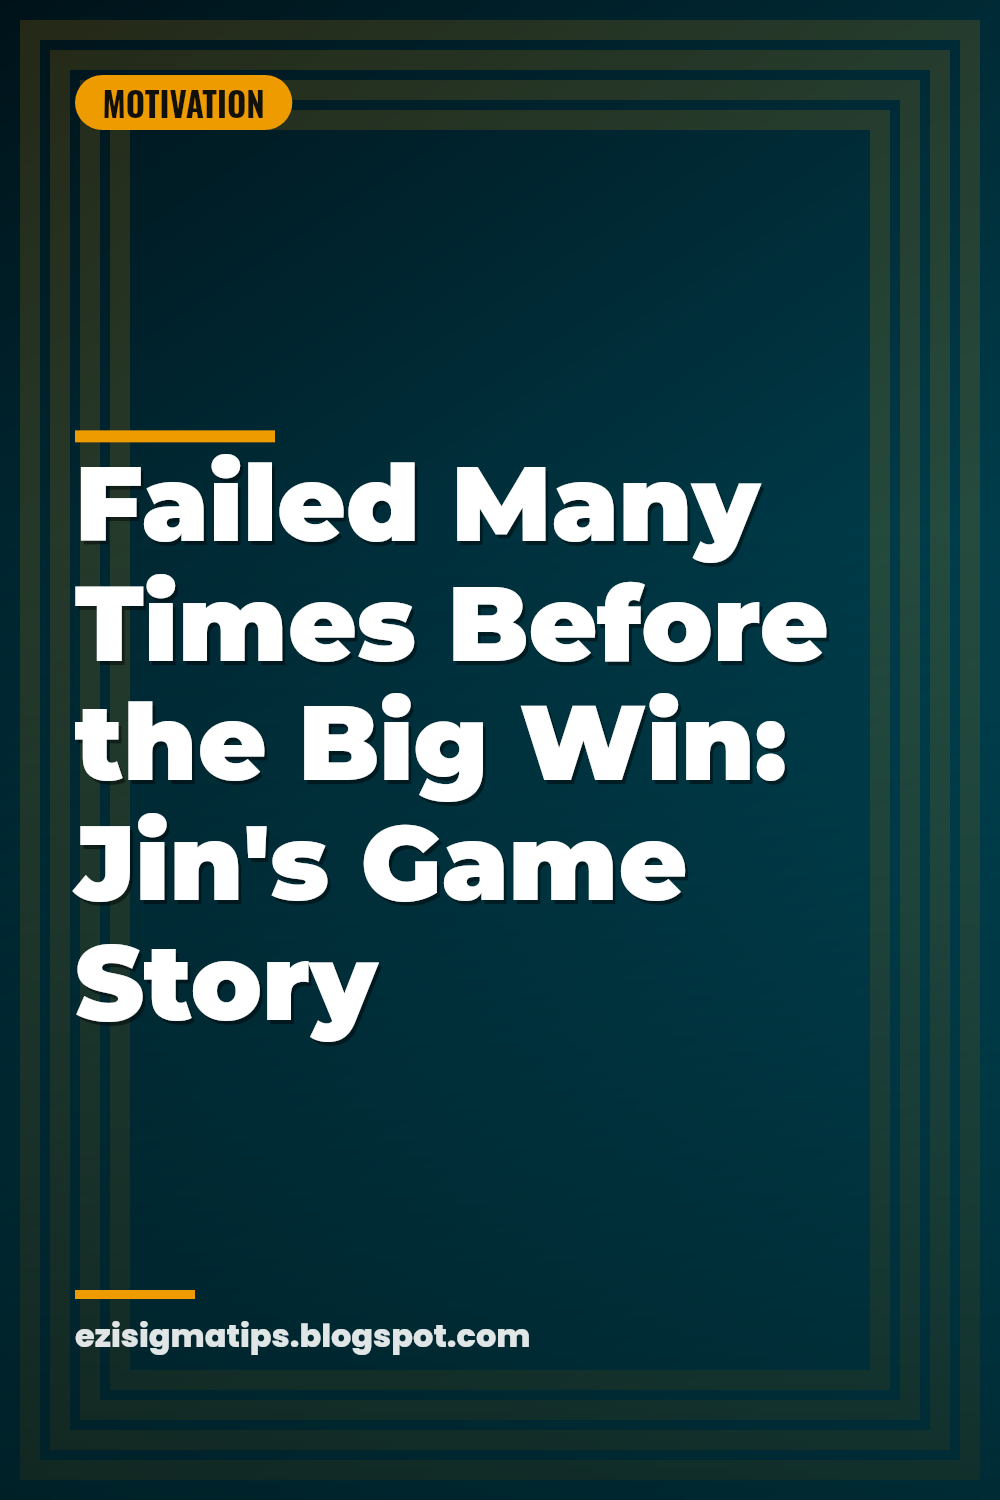 MOTIVATION
Failed Many
Times Before
the Big Win:
Jin's Game
Story
ezisigmatips.blogspot.com